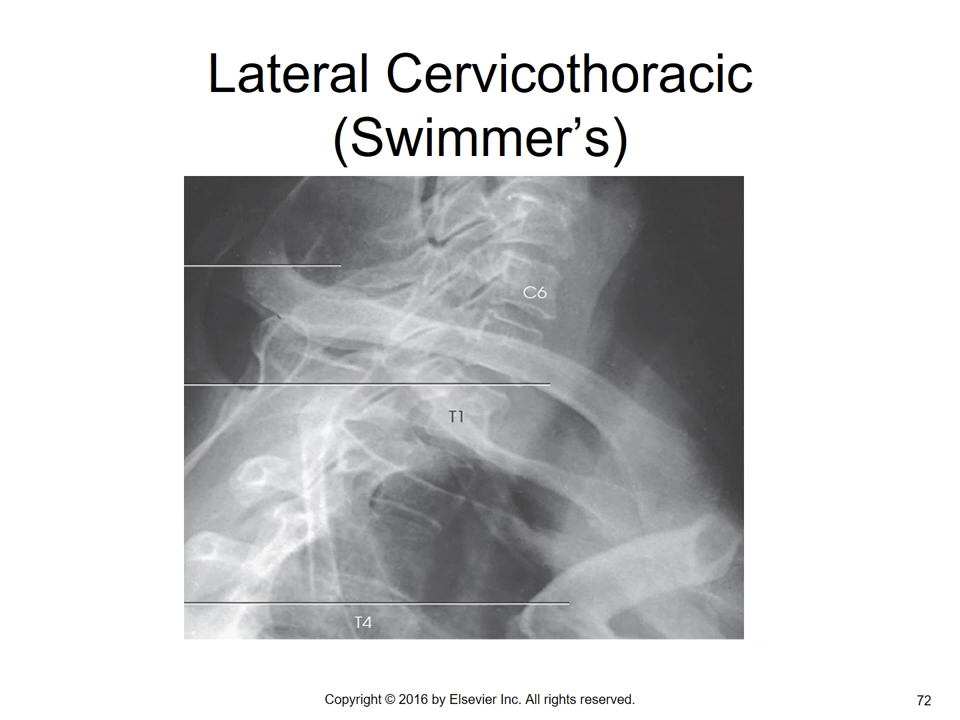 Lateral Cervicothoracic
(Swimmer’s)
C6
T1
T4
Copyright © 2016 by Elsevier Inc. All rights reserved.
72